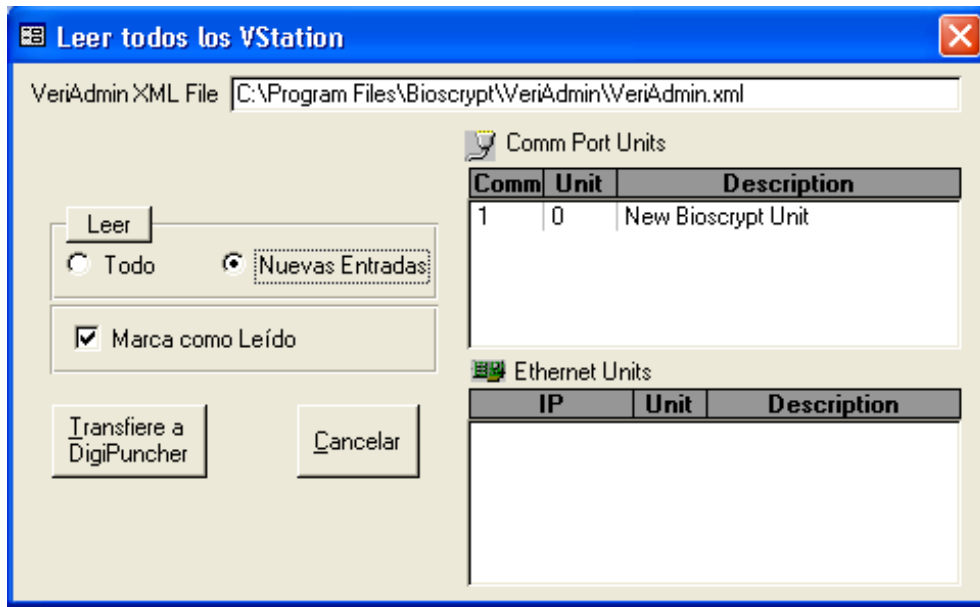 Leer todos los VStation
VeriAdmin XML File C:\Program Files\Bioscrypt\VeriAdmin\VeriAdmin.xml
Leer
Todo Nuevas Entradas
Marca como Leído
Transfiere a
DigiPuncher
Cancelar
Comm Port Units
Comm Unit Description
1 0 New Bioscrypt Unit
Ethernet Units
IP Unit Description